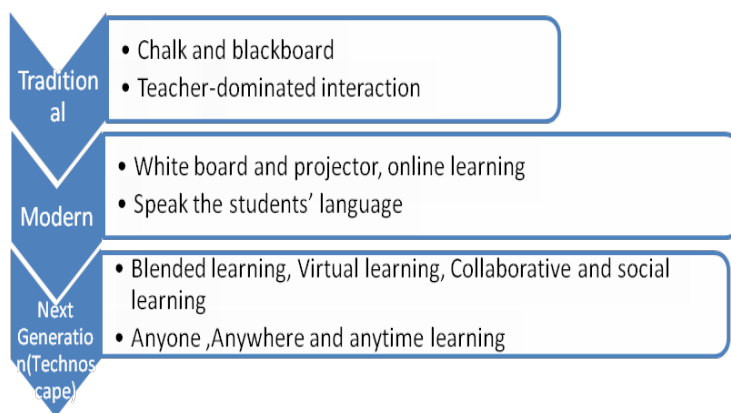 Tradition
al
• Chalk and blackboard
• Teacher-dominated interaction
Modern
• White board and projector, online learning
• Speak the students’ language
Next
Generatio
n(Technos
cape)
• Blended learning, Virtual learning, Collaborative and social
learning
• Anyone ,Anywhere and anytime learning